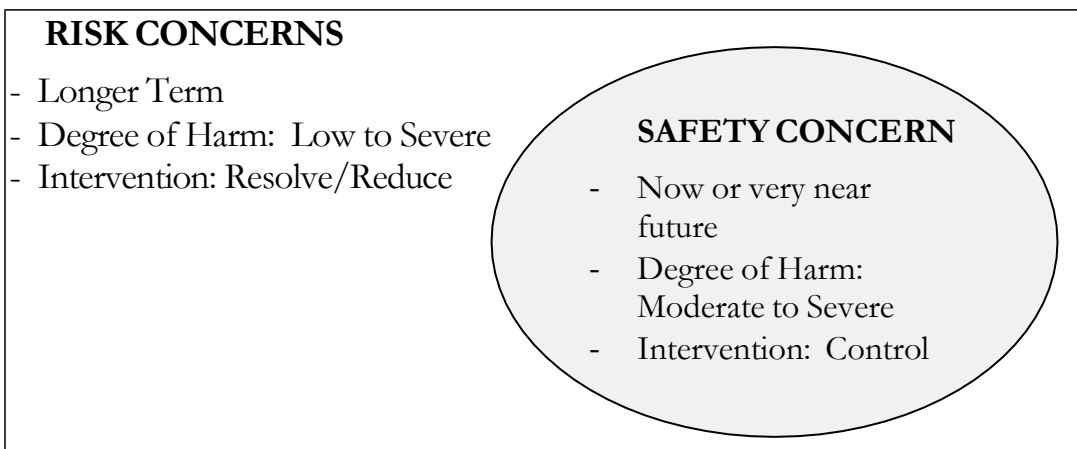 RISK CONCERNS
- Longer Term
- Degree of Harm: Low to Severe
- Intervention: Resolve/Reduce
SAFETY CONCERN
- Now or very near
future
- Degree of Harm:
Moderate to Severe
- Intervention: Control